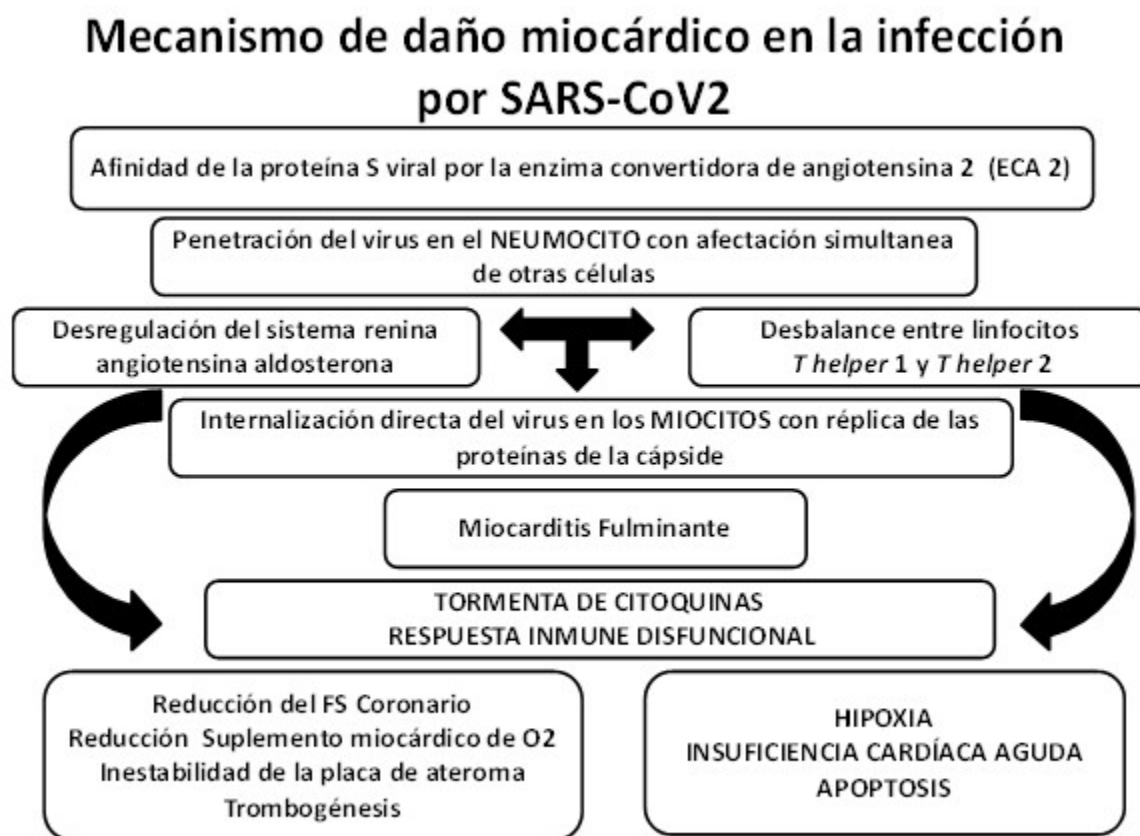 Mecanismo de daño miocárdico en la infección
por SARS-CoV2
Afinidad de la proteína S viral por la enzima convertidora de angiotensina 2 (ECA 2)
Penetración del virus en el NEUMOCITO con afectación simultanea
de otras células
Desregulación del sistema renina
angiotensina aldosterona
Desbalance entre linfocitos
T helper 1 y T helper 2
Internalización directa del virus en los MIOCITOS con réplica de las
proteínas de la cápside
Miocarditis Fulminante
TORMENTA DE CITOQUINAS
RESPUESTA INMUNE DISFUNCIONAL
Reducción del FS Coronario
Reducción Suplemento miocárdico de O2
Inestabilidad de la placa de ateroma
Trombogénesis
HIPOXIA
INSUFICIENCIA CARDÍACA AGUDA
APOPTOSIS